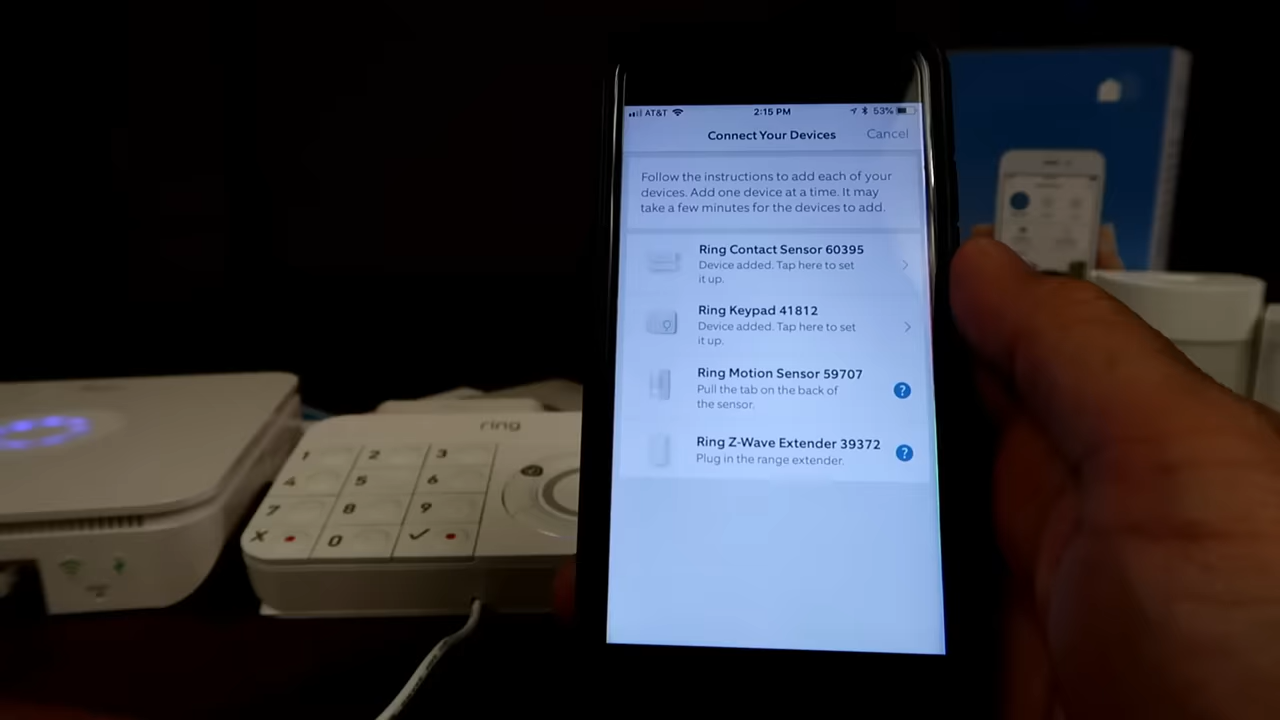 AT&T 2:15 PM 53%
Connect Your Devices Cancel
Follow the instructions to add each of your
devices. Add one device at a time. It may
take a few minutes for the devices to add.
Ring Contact Sensor 60395
Device added. Tap here to set
it up.
Ring Keypad 41812
Device added. Tap here to set
it up.
Ring Motion Sensor 59707
Pull the tab on the back of
the sensor.
?
Ring Z-Wave Extender 39372
Plug in the range extender.
?
ring
1 2 3
4 5 6
7 8 9
X 0 ✓